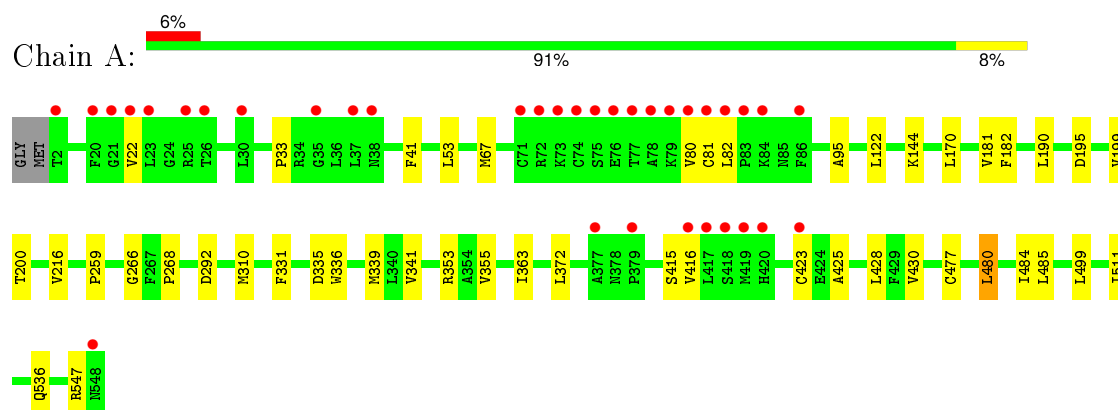 6%
Chain A:
91% 8%
GLY MET T2 F20 G21 V22 L23 G24 R25 T26 L30 P33 R34 G35 L36 L37 N38 F41 L53 M67 C71 R72 K73 C74 S75 E76 T77 A78 K79 V80 C81 L82 P83 K84 N85 F86 A95 L122 K144 L170 V181 F182 L190 D195
T200 V216 P259 G266 F267 P268 D292 M310 F331 D335 W336 M339 L340 V341 R353 A354 V355 I363 L372 A377 N378 P379 S415 V416 L417 S418 M419 H420 C423 E424 A425 L428 F429 V430 C477 L480 I484 L485 L499
Q536 R547 N548